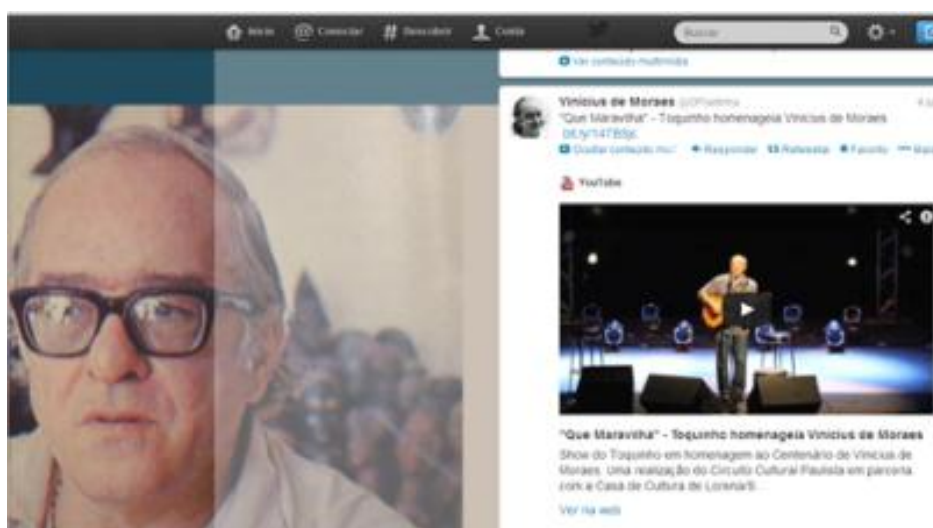 Início Conectar Descobrir Conta Buscar
Ver conteúdo multimídia
Vinicius de Moraes
"Que Maravilha" - Toquinho homenageia Vinicius de Moraes
Ocultar conteúdo Responder Retweetar Favorito
YouTube
"Que Maravilha" - Toquinho homenageia Vinicius de Moraes
Show do Toquinho em homenagem ao Centenário de Vinicius de
Moraes. Uma realização do Circuito Cultural Paulista em parceria
com a Casa de Cultura de
Ver na web